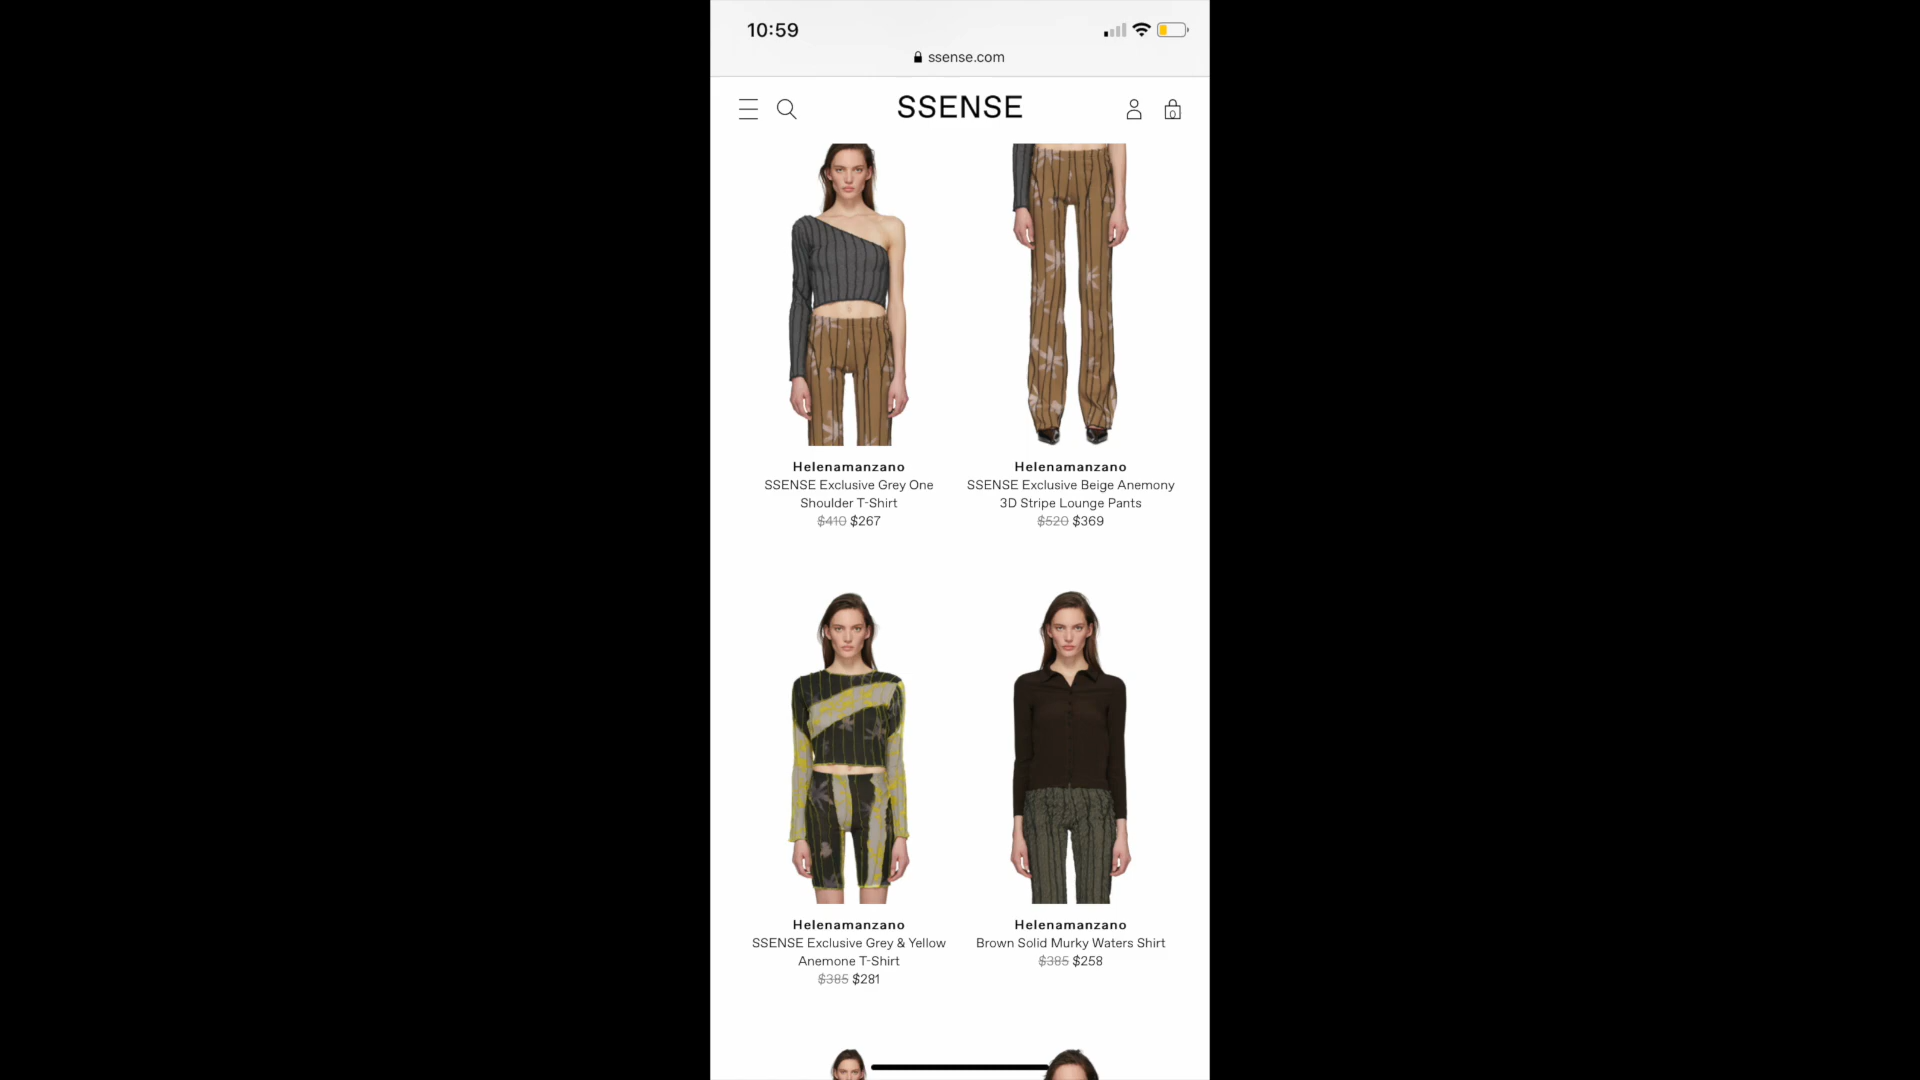 10:59
ssense.com
SSENSE
0
Helenamanzano
SSENSE Exclusive Grey One
Shoulder T-Shirt
$410 $267
Helenamanzano
SSENSE Exclusive Beige Anemony
3D Stripe Lounge Pants
$520 $369
Helenamanzano
SSENSE Exclusive Grey & Yellow
Anemone T-Shirt
$385 $281
Helenamanzano
Brown Solid Murky Waters Shirt
$385 $258